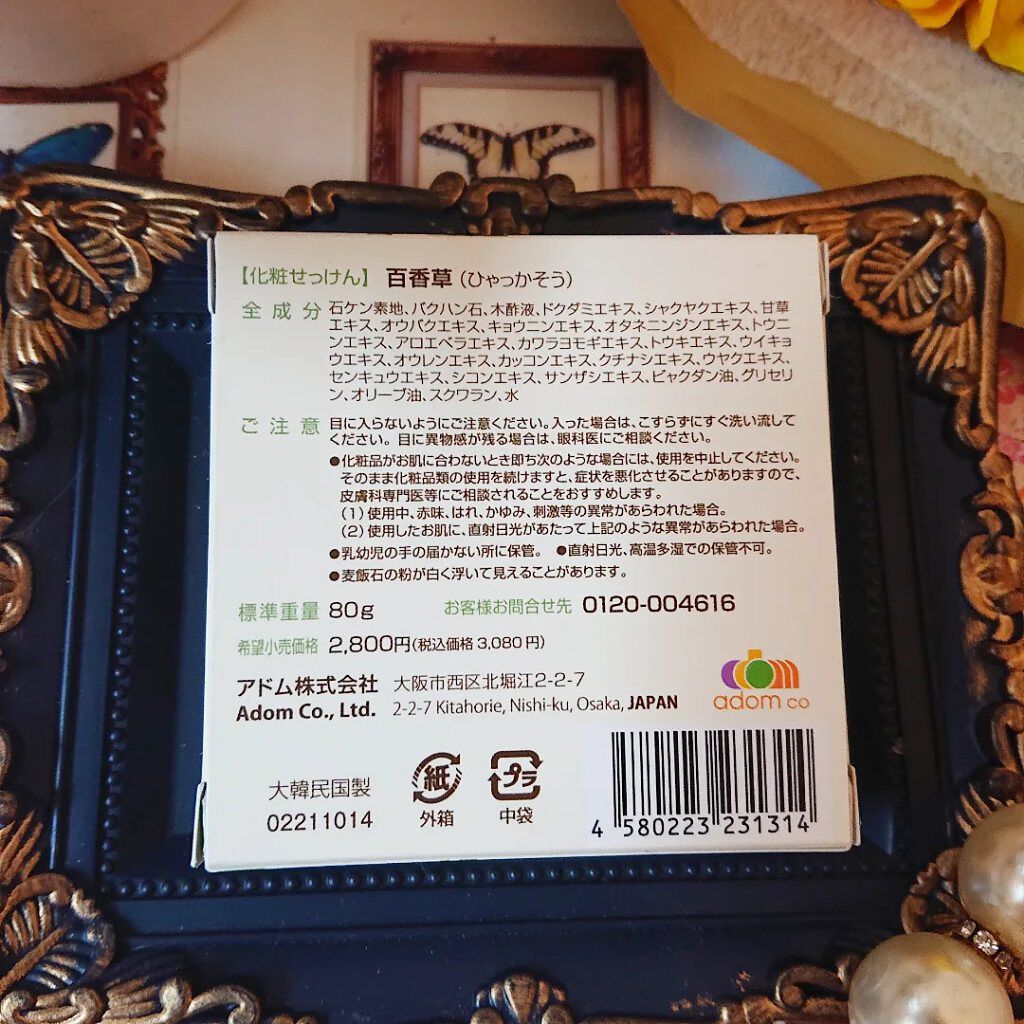 【化粧せっけん】 百香草(ひゃっかそう)
全成分 石ケン素地、バクハン石、木酢液、ドクダミエキス、シャクヤクエキス、甘草
エキス、オウバクエキス、キョウニンエキス、オタネニンジンエキス、トウニ
ンエキス、アロエベラエキス、カワラヨモギエキス、トウキエキス、ウイキョ
ウエキス、オウレンエキス、カッコンエキス、クチナシエキス、ウヤクエキス、
センキュウエキス、シコンエキス、サンザシエキス、ビャクダン油、グリセリ
ン、オリーブ油、スクワラン、水
ご注意 目に入らないようにご注意ください。入った場合は、こすらずにすぐ洗い流して
ください。目に異物感が残る場合は、眼科医にご相談ください。
●化粧品がお肌に合わないとき即ち次のような場合には、使用を中止してください。
そのまま化粧品類の使用を続けますと、症状を悪化させることがありますので、
皮膚科専門医等にご相談されることをおすすめします。
(1)使用中、赤味、はれ、かゆみ、刺激等の異常があらわれた場合。
(2)使用したお肌に、直射日光があたって上記のような異常があらわれた場合。
●乳幼児の手の届かない所に保管。 ●直射日光、高温多湿での保管不可。
●麦飯石の粉が白く浮いて見えることがあります。
標準重量 80g お客様お問合せ先 0120-004616
希望小売価格 2,800円(税込価格 3,080円)
アドム株式会社 大阪市西区北堀江2-2-7
Adom Co., Ltd. 2-2-7 Kitahorie, Nishi-ku, Osaka, JAPAN
adom co
大韓民国製
02211014
紙
外箱
プラ
中袋
4 580223 231314